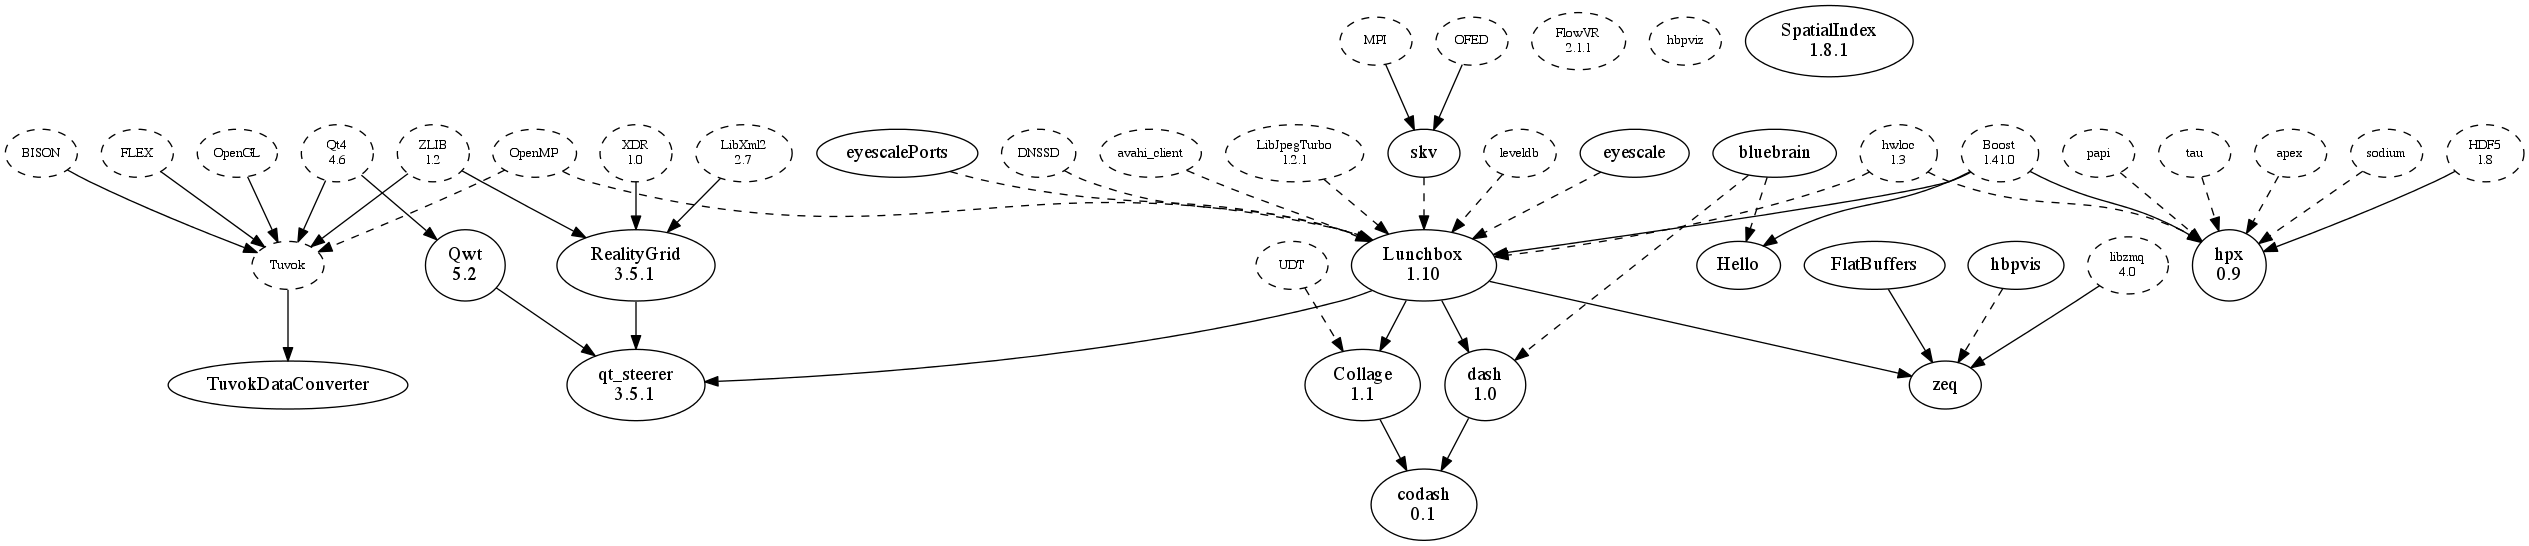 MPI
OFED
FlowVR
2.1.1
hbpviz
SpatialIndex
1.8.1
BISON
FLEX
OpenGL
Qt4
4.6
ZLIB
1.2
OpenMP
XDR
1.0
LibXml2
2.7
eyescalePorts
DNSSD
avahi_client
LibJpegTurbo
1.2.1
skv
leveldb
eyescale
bluebrain
hwloc
1.3
Boost
1.41.0
papi
tau
apex
sodium
HDF5
1.8
Tuvok
Qwt
5.2
RealityGrid
3.5.1
UDT
Lunchbox
1.10
Hello
FlatBuffers
hbpvis
libzmq
4.0
hpx
0.9
TuvokDataConverter
qt_steerer
3.5.1
Collage
1.1
dash
1.0
zeq
codash
0.1